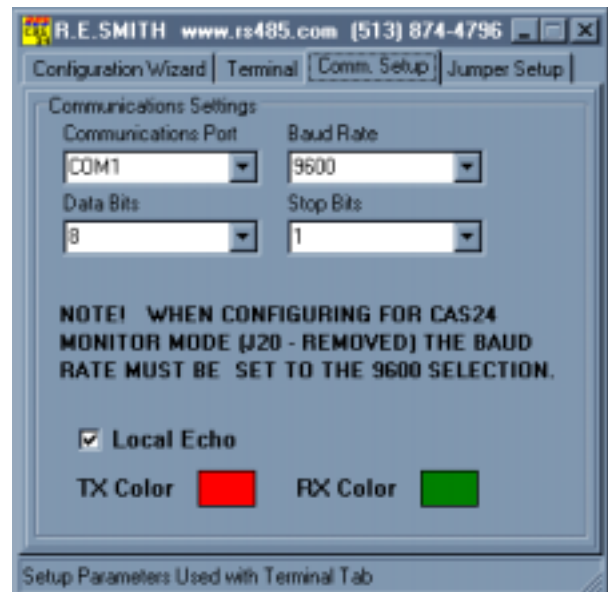 R.E.SMITH www.rs485.com (513) 874-4796
Configuration Wizard Terminal Comm. Setup Jumper Setup
Communications Settings
Communications Port Baud Rate
COM1 9600
Data Bits Stop Bits
8 1
NOTE! WHEN CONFIGURING FOR CAS24
MONITOR MODE (J20 - REMOVED) THE BAUD
RATE MUST BE SET TO THE 9600 SELECTION.
Local Echo
TX Color RX Color
Setup Parameters Used with Terminal Tab